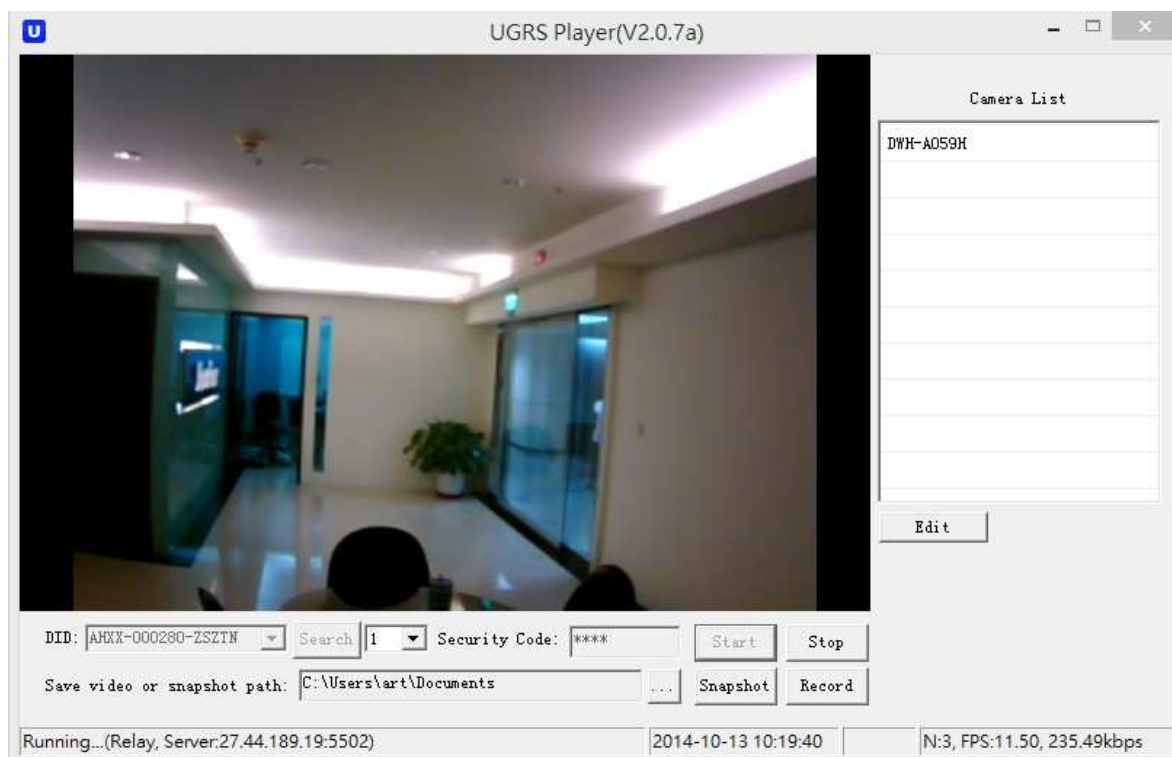 U UGRS Player(V2.0.7a)
Camera List
DWH-A059H
Edit
DID: AHXX-000280-ZSZTN Search 1 Security Code: **** Start Stop
Save video or snapshot path: C:\Users\art\Documents ... Snapshot Record
Running...(Relay, Server:27.44.189.19:5502) 2014-10-13 10:19:40 N:3, FPS:11.50, 235.49kbps